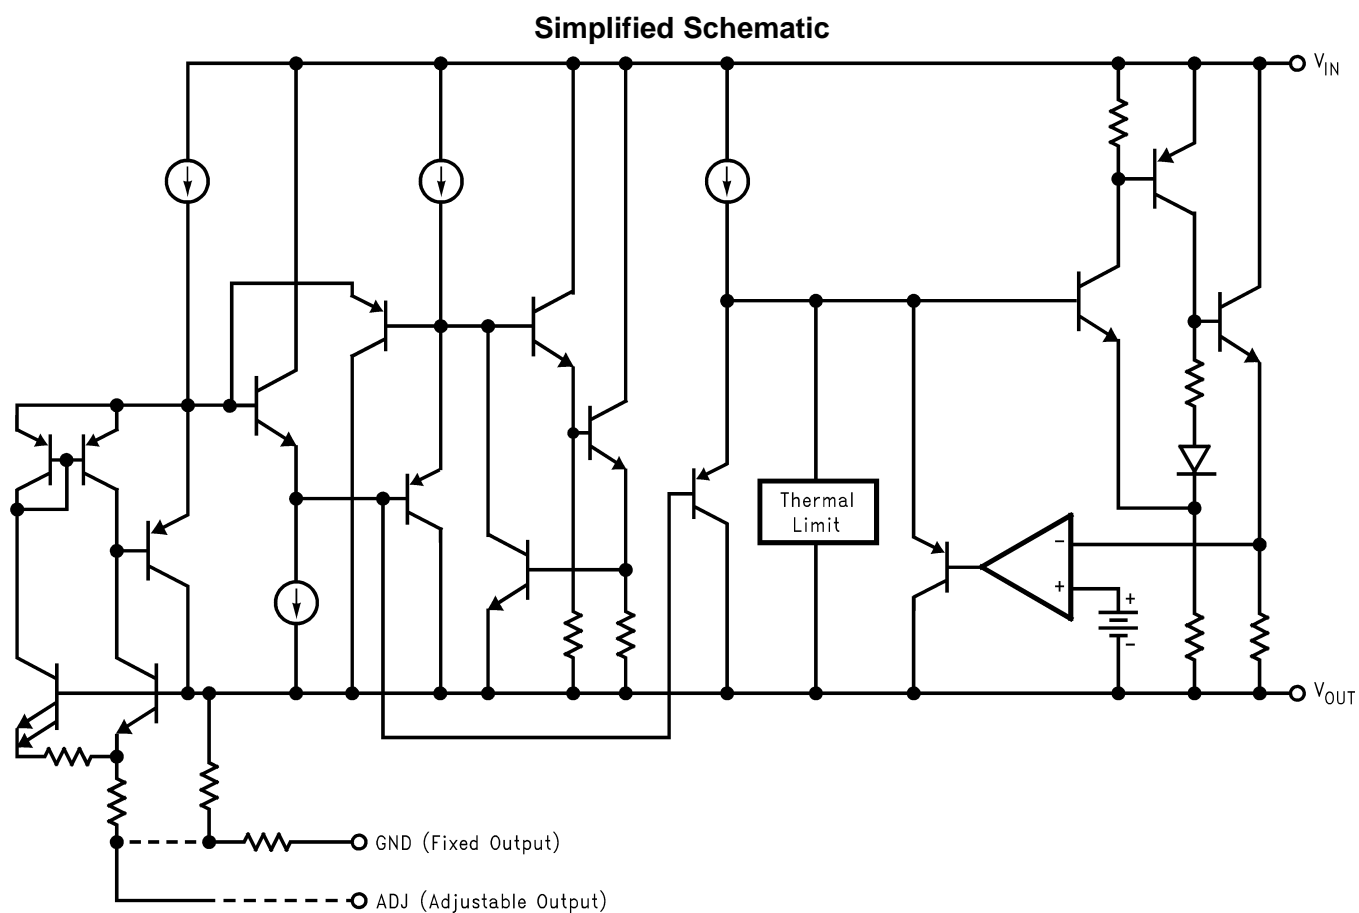 Simplified Schematic
VIN
Thermal
Limit
−
+
+
−
VOUT
GND (Fixed Output)
ADJ (Adjustable Output)